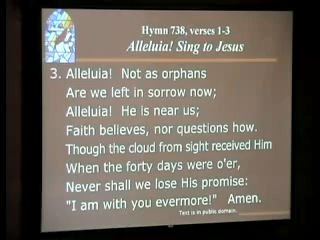 Hymn 738, verses 1-3
Alleluia! Sing to Jesus
3. Alleluia!  Not as orphans
Are we left in sorrow now;
Alleluia!  He is near us;
Faith believes, nor questions how.
Though the cloud from sight received Him
When the forty days were o'er,
Never shall we lose His promise:
"I am with you evermore!"  Amen.
Text is in public domain.